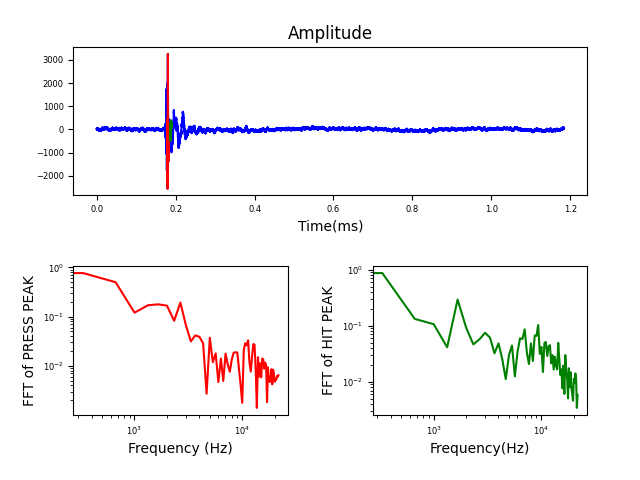 Amplitude
3000
2000
1000
0
−1000
−2000
0.0 0.2 0.4 0.6 0.8 1.0 1.2
Time(ms)
FFT of PRESS PEAK
10⁰
10⁻¹
10⁻²
10³ 10⁴
Frequency (Hz)
FFT of HIT PEAK
10⁰
10⁻¹
10⁻²
10³ 10⁴
Frequency(Hz)